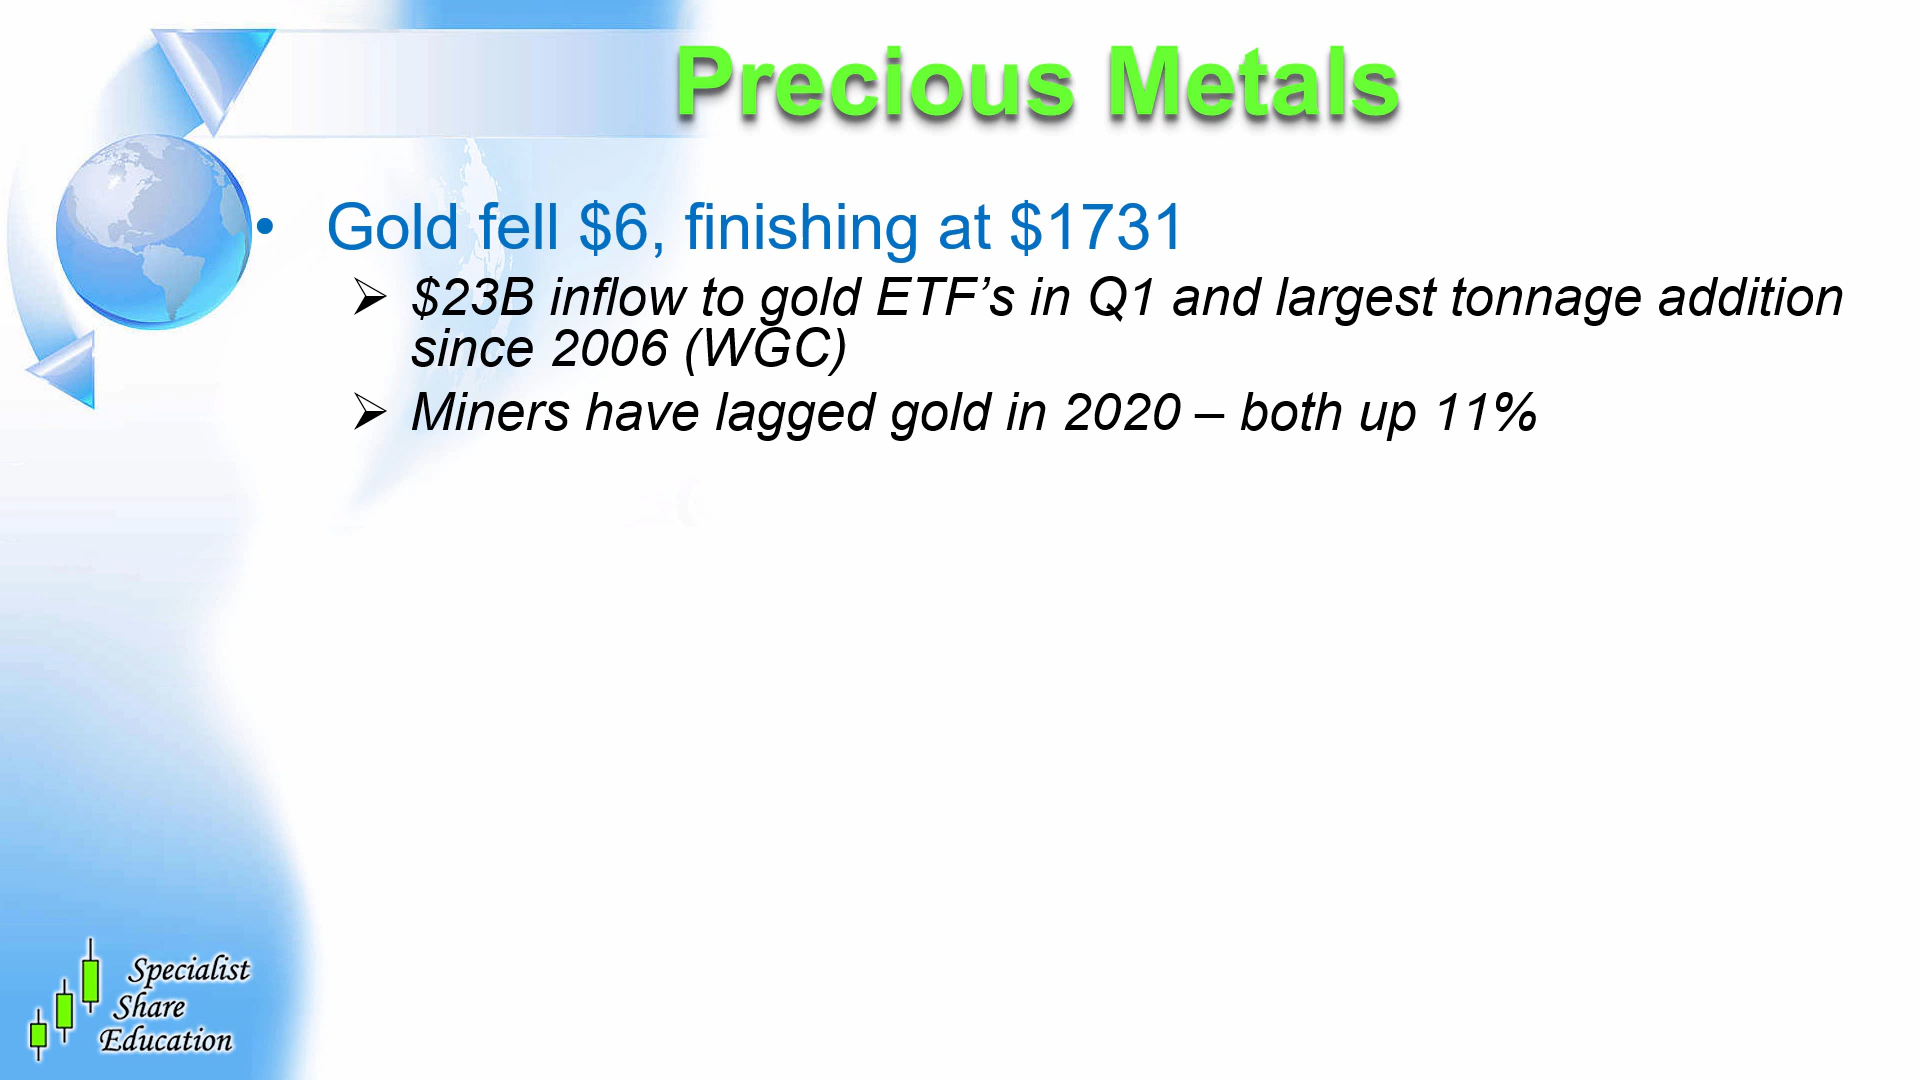 Precious Metals
• Gold fell $6, finishing at $1731
➢ $23B inflow to gold ETF’s in Q1 and largest tonnage addition
since 2006 (WGC)
➢ Miners have lagged gold in 2020 – both up 11%
Specialist
Share
Education